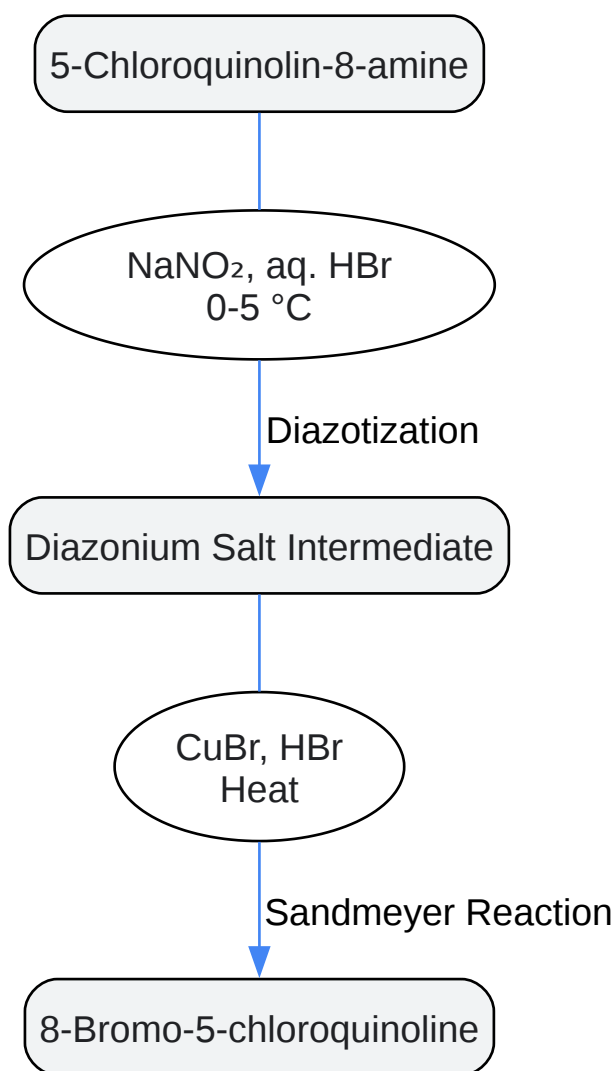 5-Chloroquinolin-8-amine
NaNO₂, aq. HBr
0-5 °C
Diazotization
Diazonium Salt Intermediate
CuBr, HBr
Heat
Sandmeyer Reaction
8-Bromo-5-chloroquinoline